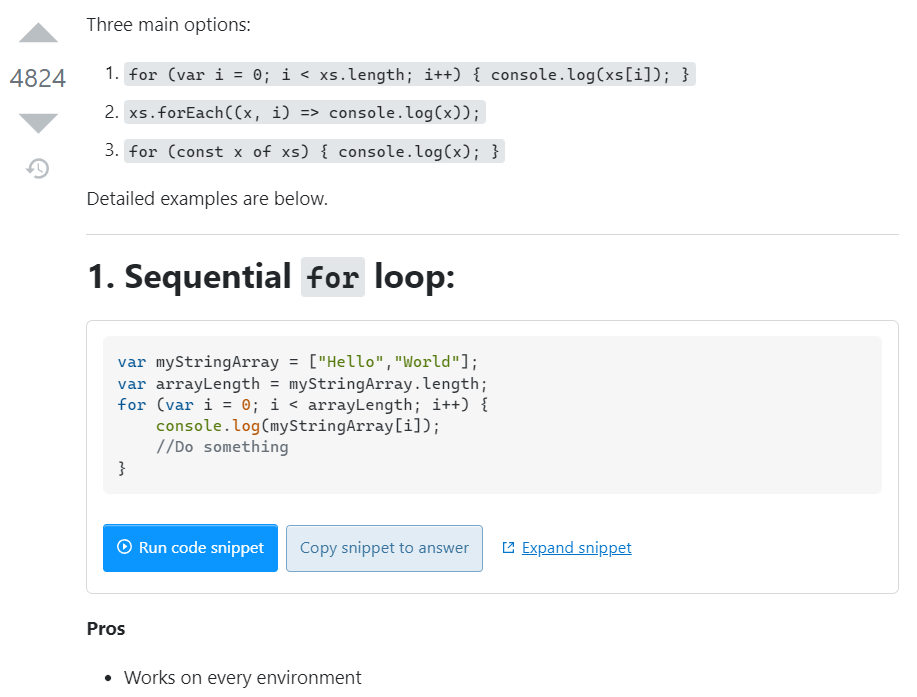 Three main options:
4824
1. for (var i = 0; i < xs.length; i++) { console.log(xs[i]); }
2. xs.forEach((x, i) => console.log(x));
3. for (const x of xs) { console.log(x); }
Detailed examples are below.
1. Sequential for loop:
var myStringArray = ["Hello","World"];
var arrayLength = myStringArray.length;
for (var i = 0; i < arrayLength; i++) {
    console.log(myStringArray[i]);
    //Do something
}
Run code snippet Copy snippet to answer Expand snippet
Pros
• Works on every environment